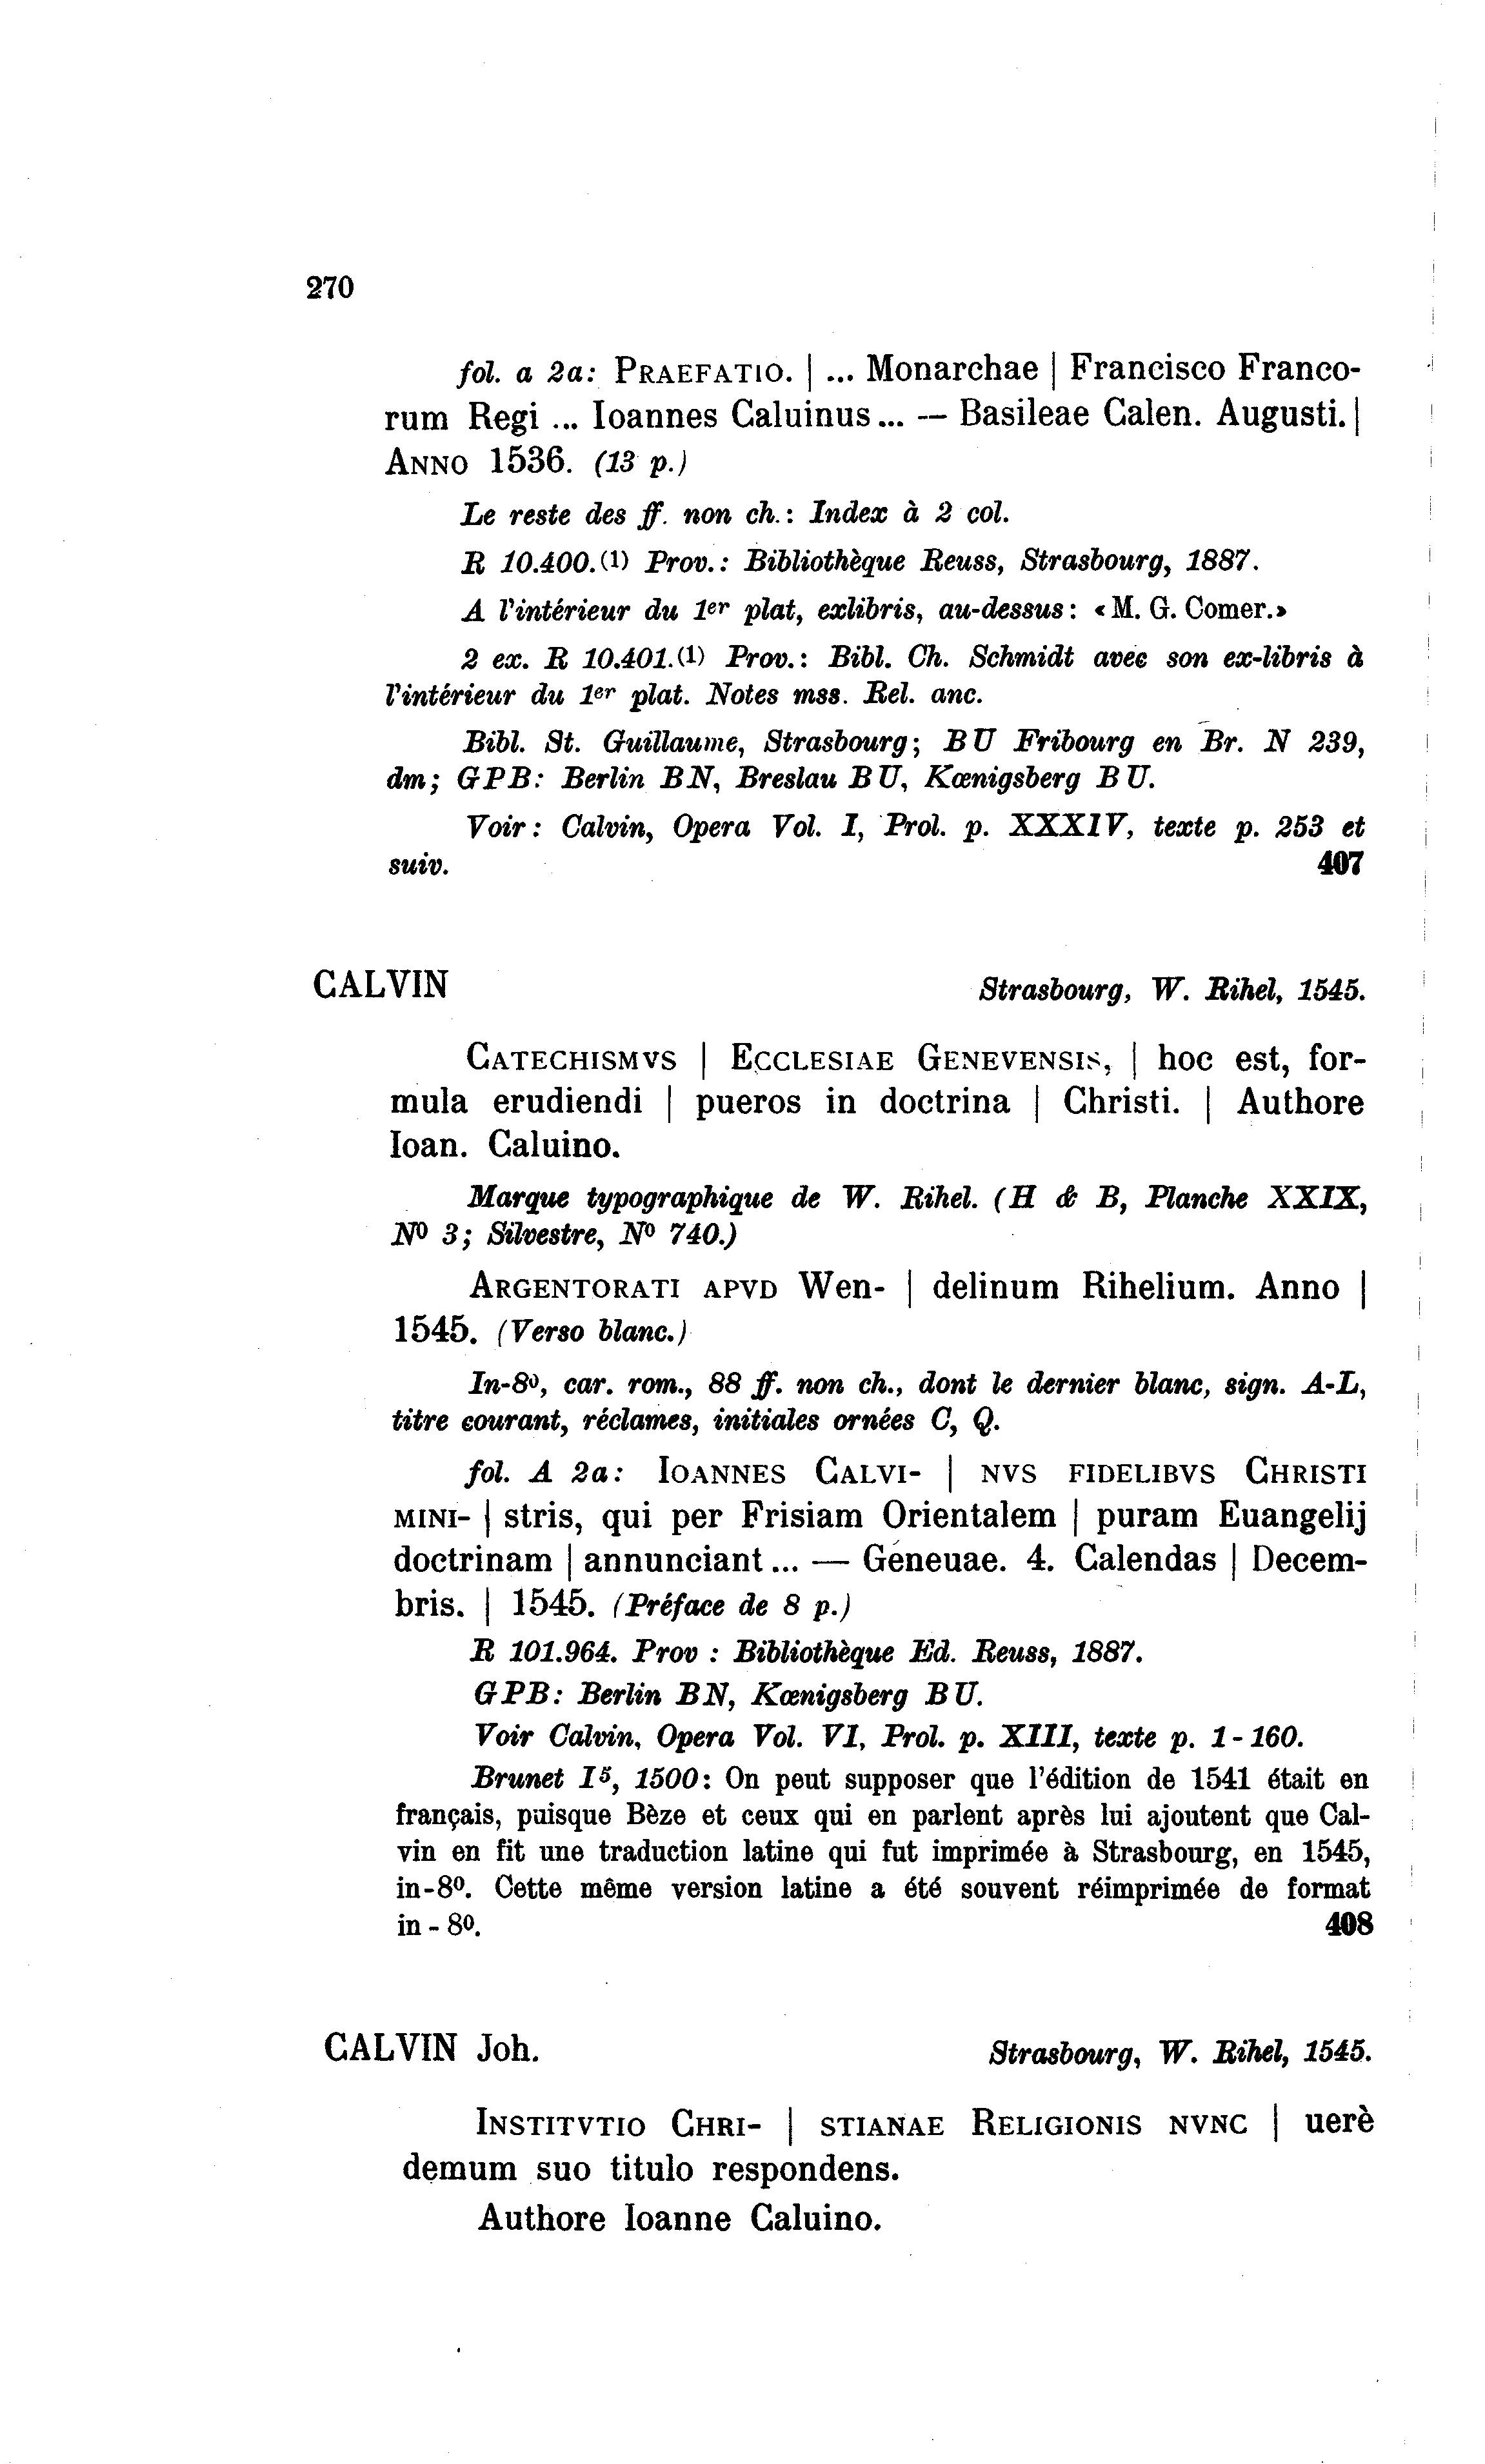 270
fol. a 2a: PRAEFATIO. | ... Monarchae | Francisco Franco-
rum Regi ... Ioannes Caluinus ... — Basileae Calen. Augusti. |
ANNO 1536. (13 p.)
Le reste des ff. non ch.: Index à 2 col.
R 10.400.(1) Prov.: Bibliothèque Reuss, Strasbourg, 1887.
A l'intérieur du 1er plat, exlibris, au-dessus: «M. G. Comer.»
2 ex. R 10.401.(1) Prov.: Bibl. Ch. Schmidt avec son ex-libris à
l'intérieur du 1er plat. Notes mss. Rel. anc.
Bibl. St. Guillaume, Strasbourg; BU Fribourg en Br. N 239,
dm; GPB: Berlin BN, Breslau BU, Kœnigsberg BU.
Voir: Calvin, Opera Vol. I, Prol. p. XXXIV, texte p. 253 et
suiv. 407
CALVIN Strasbourg, W. Rihel, 1545.
CATECHISMVS | ECCLESIAE GENEVENSIS, | hoc est, for-
mula erudiendi | pueros in doctrina | Christi. | Authore
Ioan. Caluino.
Marque typographique de W. Rihel. (H & B, Planche XXIX,
Nº 3; Silvestre, Nº 740.)
ARGENTORATI APVD Wen- | delinum Rihelium. Anno |
1545. (Verso blanc.)
In-8º, car. rom., 88 ff. non ch., dont le dernier blanc, sign. A-L,
titre courant, réclames, initiales ornées C, Q.
fol. A 2a: IOANNES CALVI- | NVS FIDELIBVS CHRISTI
MINI- | stris, qui per Frisiam Orientalem | puram Euangelij
doctrinam | annunciant ... — Geneuae. 4. Calendas | Decem-
bris. | 1545. (Préface de 8 p.)
R 101.964. Prov : Bibliothèque Ed. Reuss, 1887.
GPB: Berlin BN, Kœnigsberg BU.
Voir Calvin, Opera Vol. VI, Prol. p. XIII, texte p. 1-160.
Brunet I⁵, 1500: On peut supposer que l'édition de 1541 était en
français, puisque Bèze et ceux qui en parlent après lui ajoutent que Cal-
vin en fit une traduction latine qui fut imprimée à Strasbourg, en 1545,
in-8º. Cette même version latine a été souvent réimprimée de format
in - 8º. 408
CALVIN Joh. Strasbourg, W. Rihel, 1545.
INSTITVTIO CHRI- | STIANAE RELIGIONIS NVNC | uerè
demum suo titulo respondens.
Authore Ioanne Caluino.